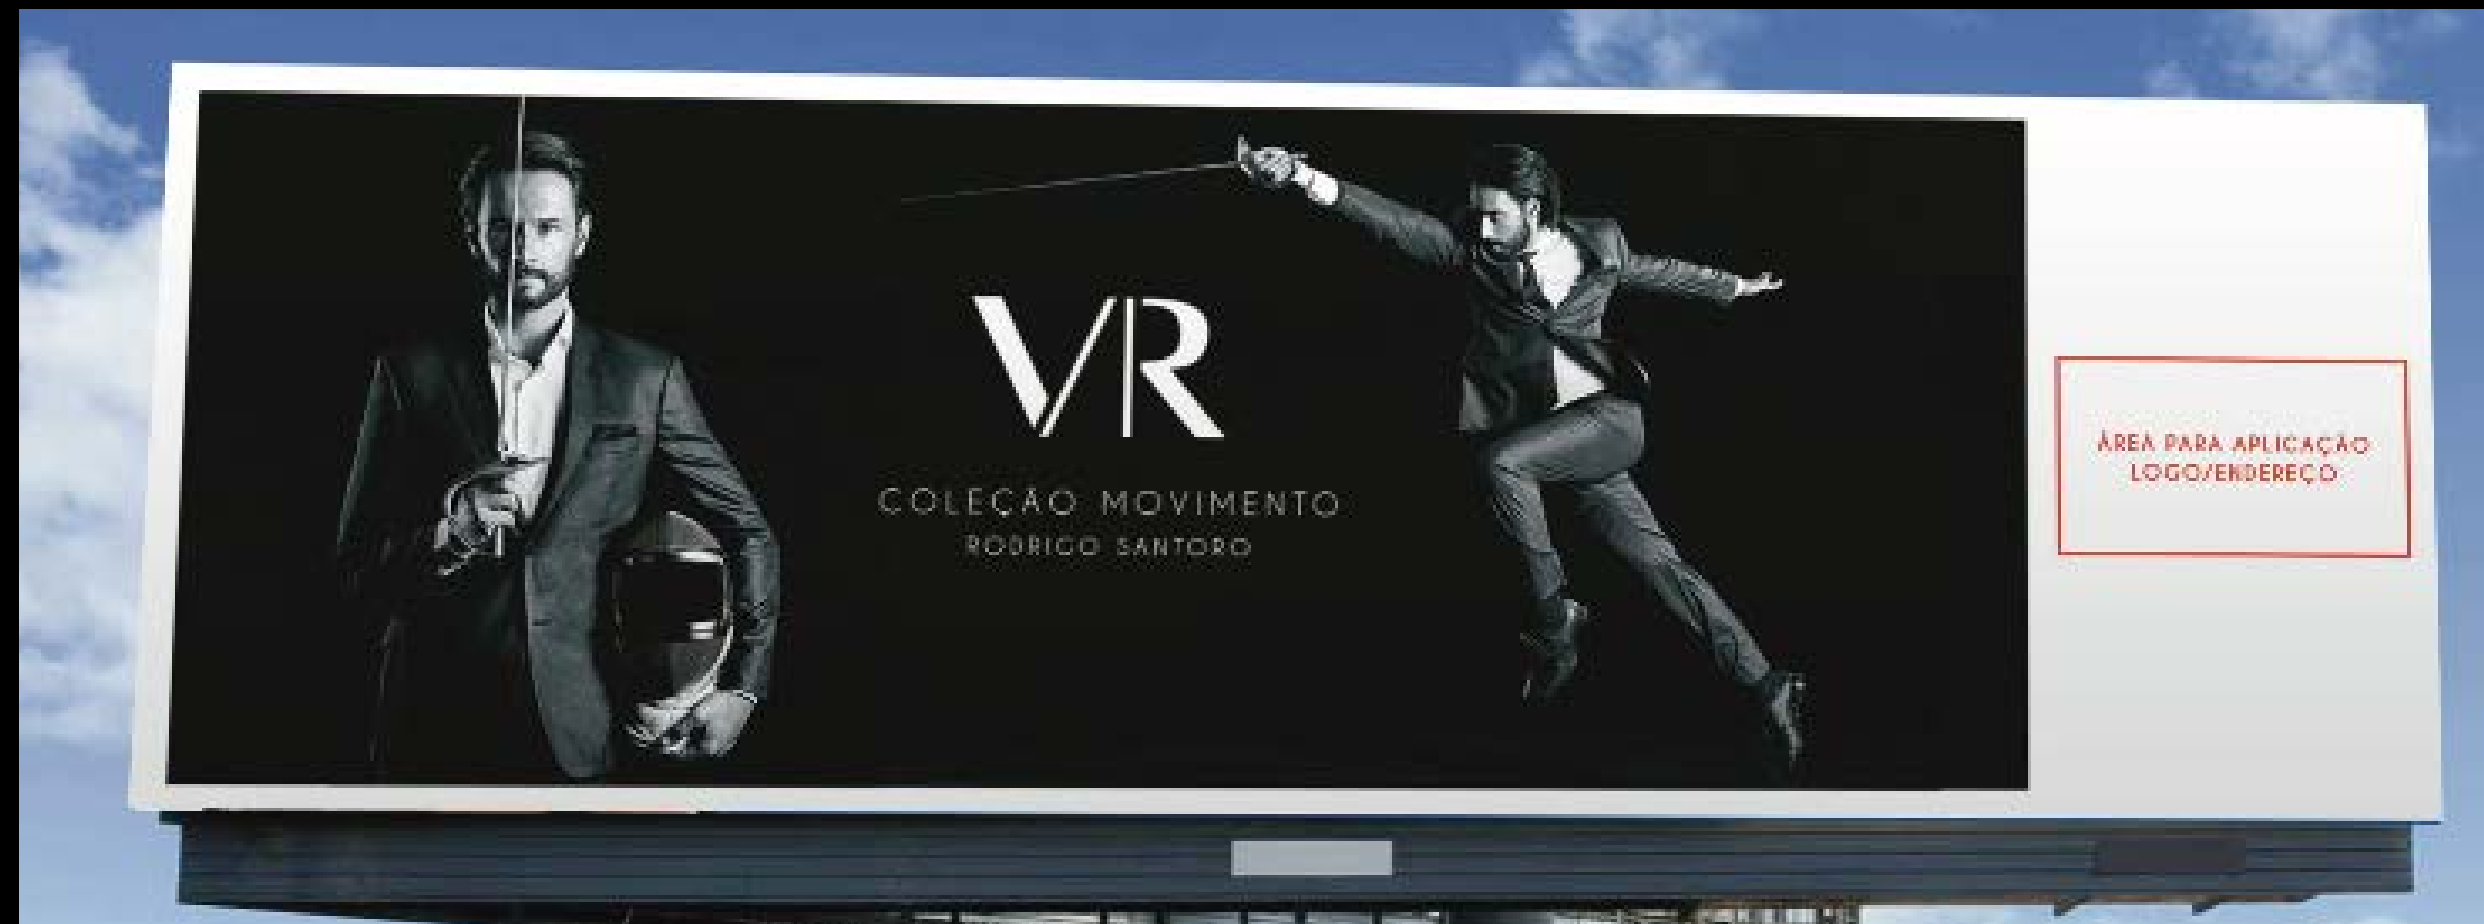 VR
COLEÇÃO MOVIMENTO
RODRIGO SANTORO
ÁREA PARA APLICAÇÃO
LOGO/ENDEREÇO